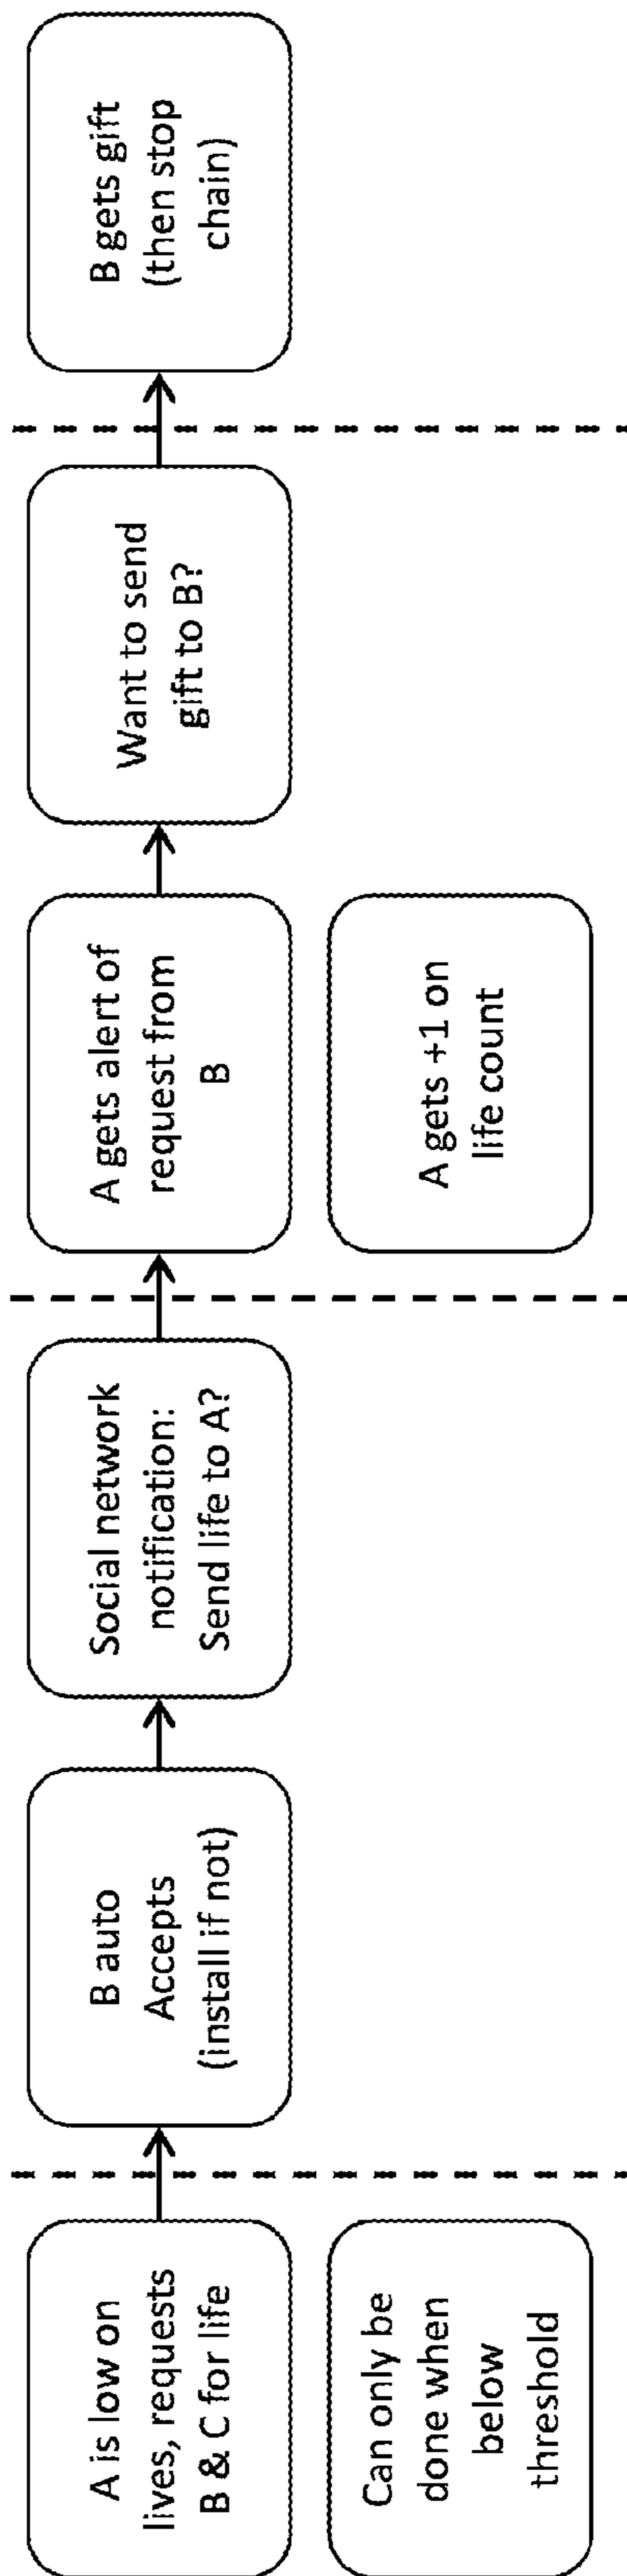 A is low on
lives, requests
B & C for life
Can only be
done when
below
threshold
B auto
Accepts
(install if not)
Social network
notification:
Send life to A?
A gets alert of
request from
B
A gets +1 on
life count
Want to send
gift to B?
B gets gift
(then stop
chain)